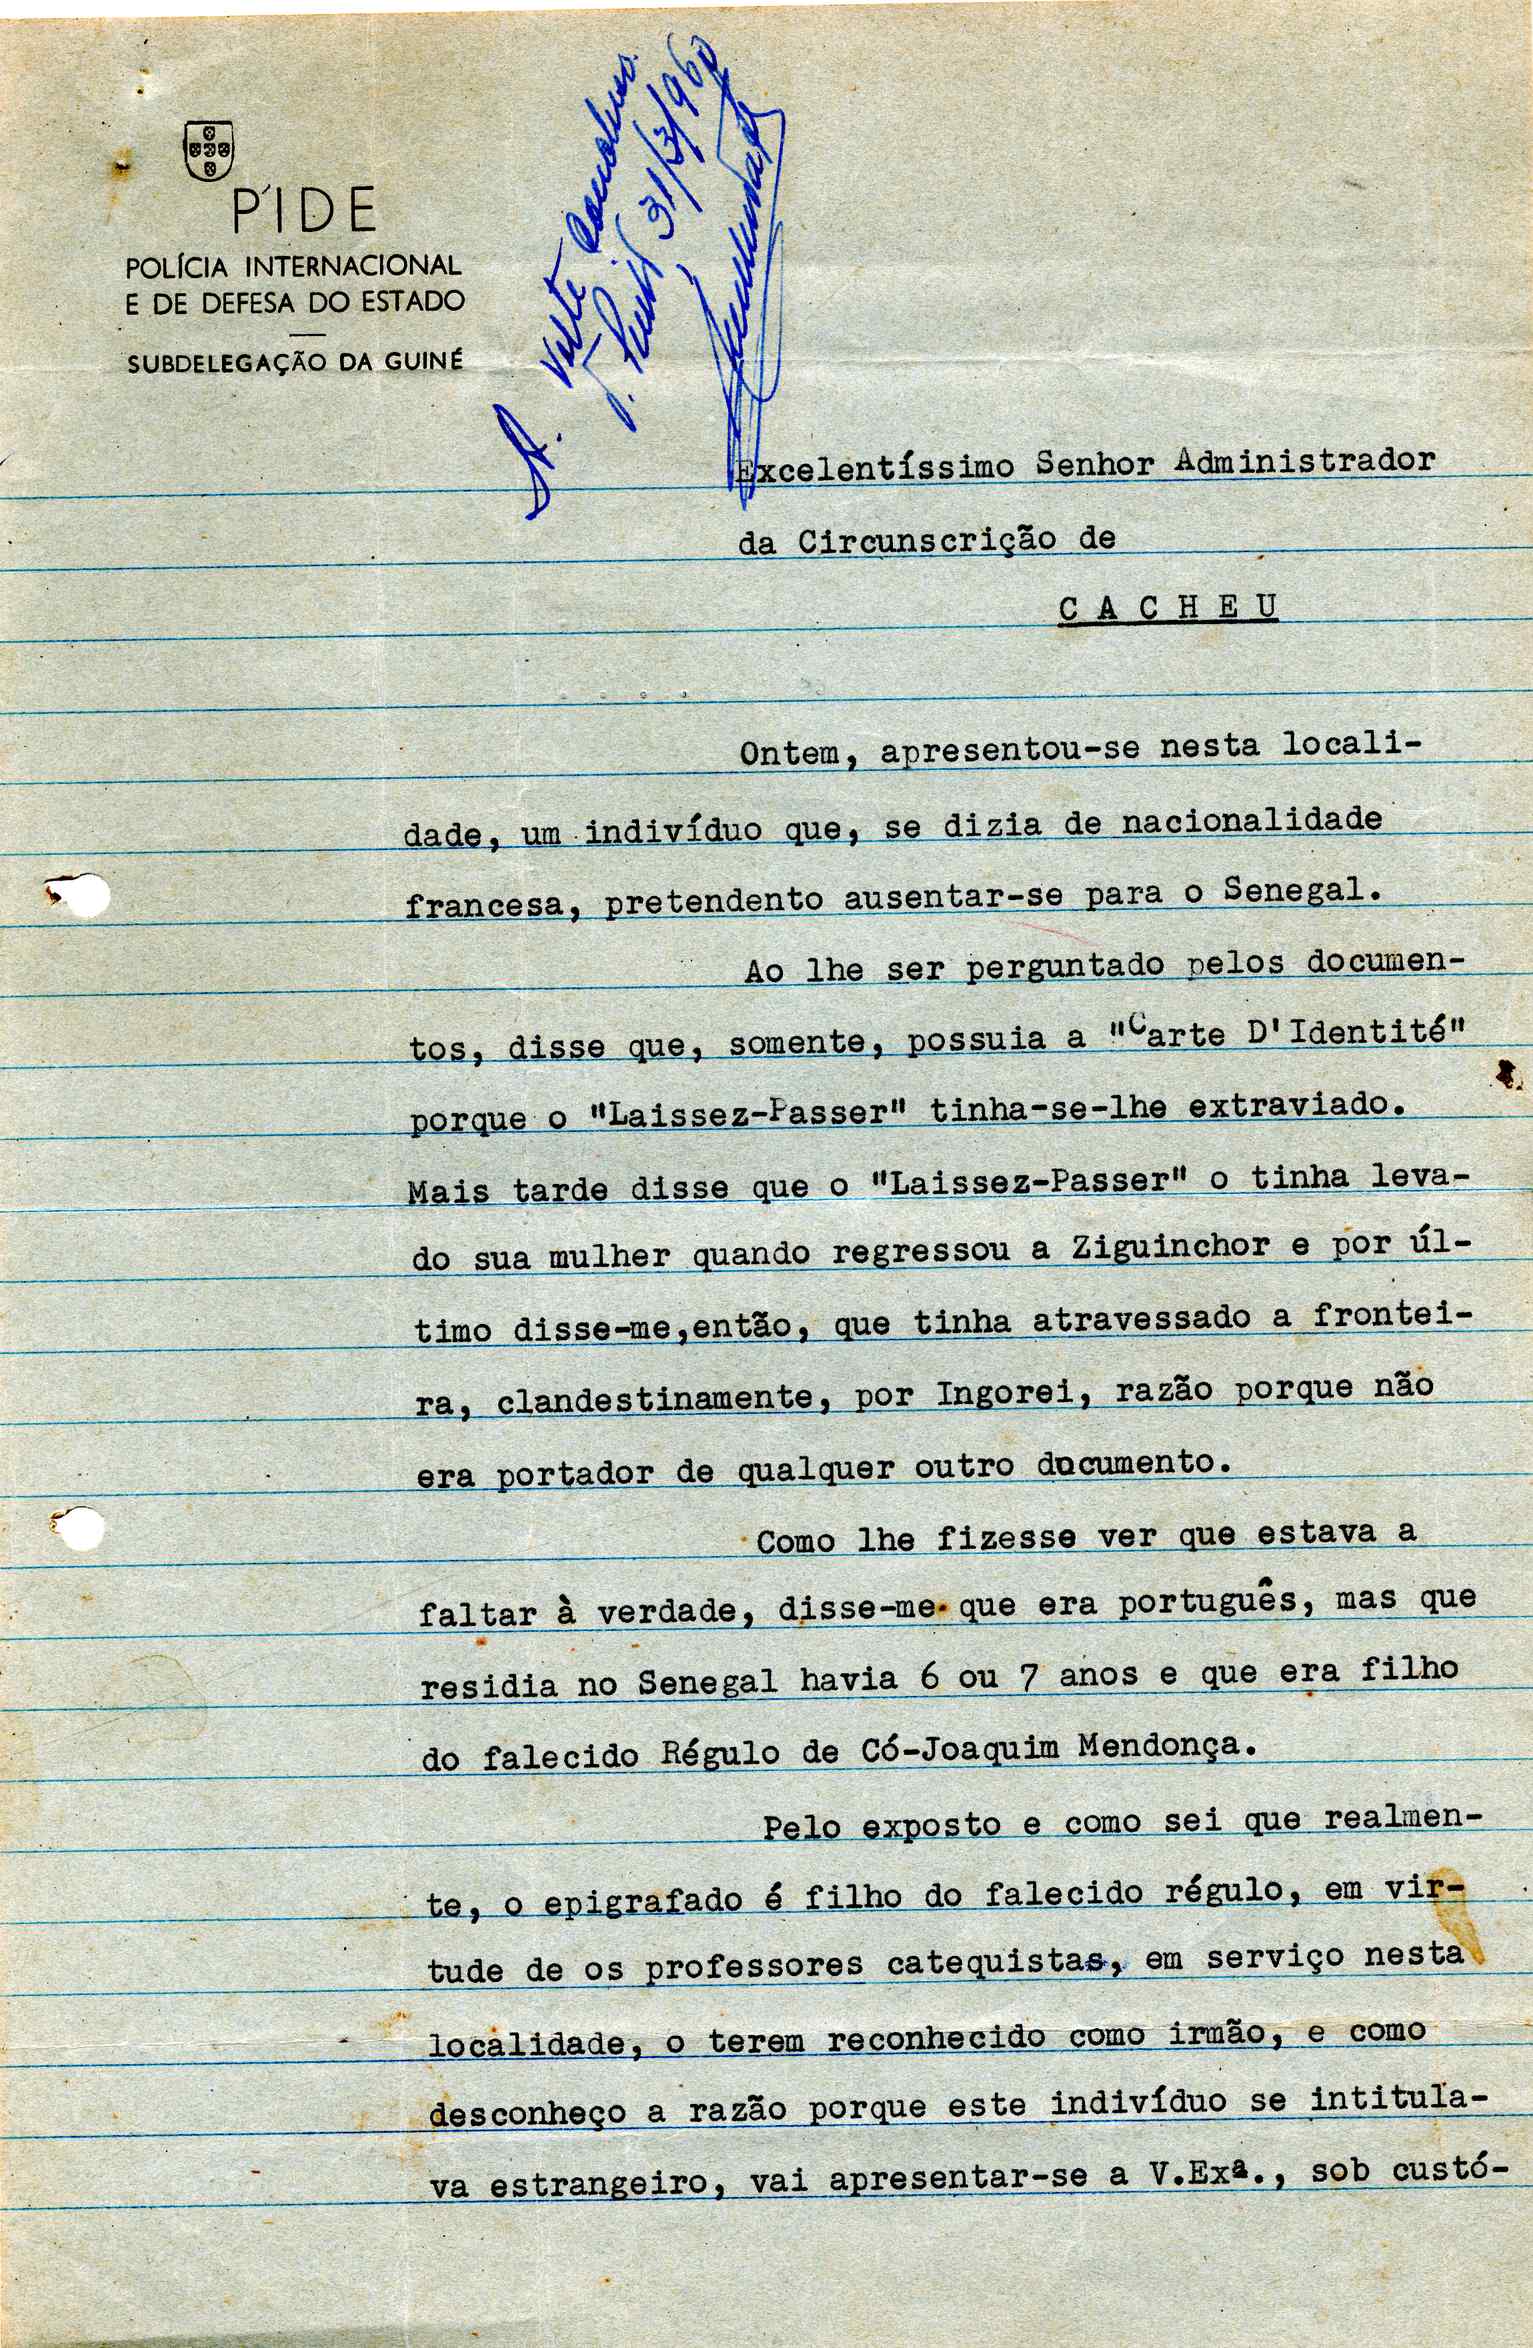 PIDE
POLÍCIA INTERNACIONAL
E DE DEFESA DO ESTADO
SUBDELEGAÇÃO DA GUINÉ
31/3/960
Excelentíssimo Senhor Administrador
da Circunscrição de
C A C H E U
Ontem, apresentou-se nesta locali-
dade, um indivíduo que, se dizia de nacionalidade
francesa, pretendento ausentar-se para o Senegal.
Ao lhe ser perguntado pelos documen-
tos, disse que, somente, possuia a "Carte D'Identité"
porque o "Laissez-Passer" tinha-se-lhe extraviado.
Mais tarde disse que o "Laissez-Passer" o tinha leva-
do sua mulher quando regressou a Ziguinchor e por úl-
timo disse-me,então, que tinha atravessado a frontei-
ra, clandestinamente, por Ingorei, razão porque não
era portador de qualquer outro documento.
Como lhe fizesse ver que estava a
faltar à verdade, disse-me que era português, mas que
residia no Senegal havia 6 ou 7 anos e que era filho
do falecido Régulo de Có-Joaquim Mendonça.
Pelo exposto e como sei que realmen-
te, o epigrafado é filho do falecido régulo, em vir-
tude de os professores catequistas, em serviço nesta
localidade, o terem reconhecido como irmão, e como
desconheço a razão porque este indivíduo se intitula-
va estrangeiro, vai apresentar-se a V.Exª., sob custó-